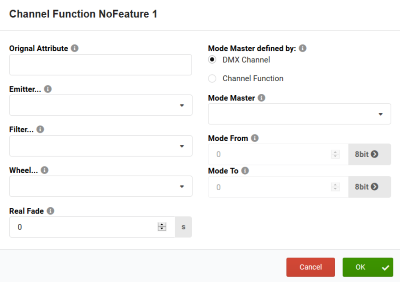 Channel Function NoFeature 1
Orignal Attribute
Emitter...
Filter...
Wheel...
Real Fade
0
s
Mode Master defined by:
DMX Channel
Channel Function
Mode Master
Mode From
0
8bit
Mode To
0
8bit
Cancel
OK